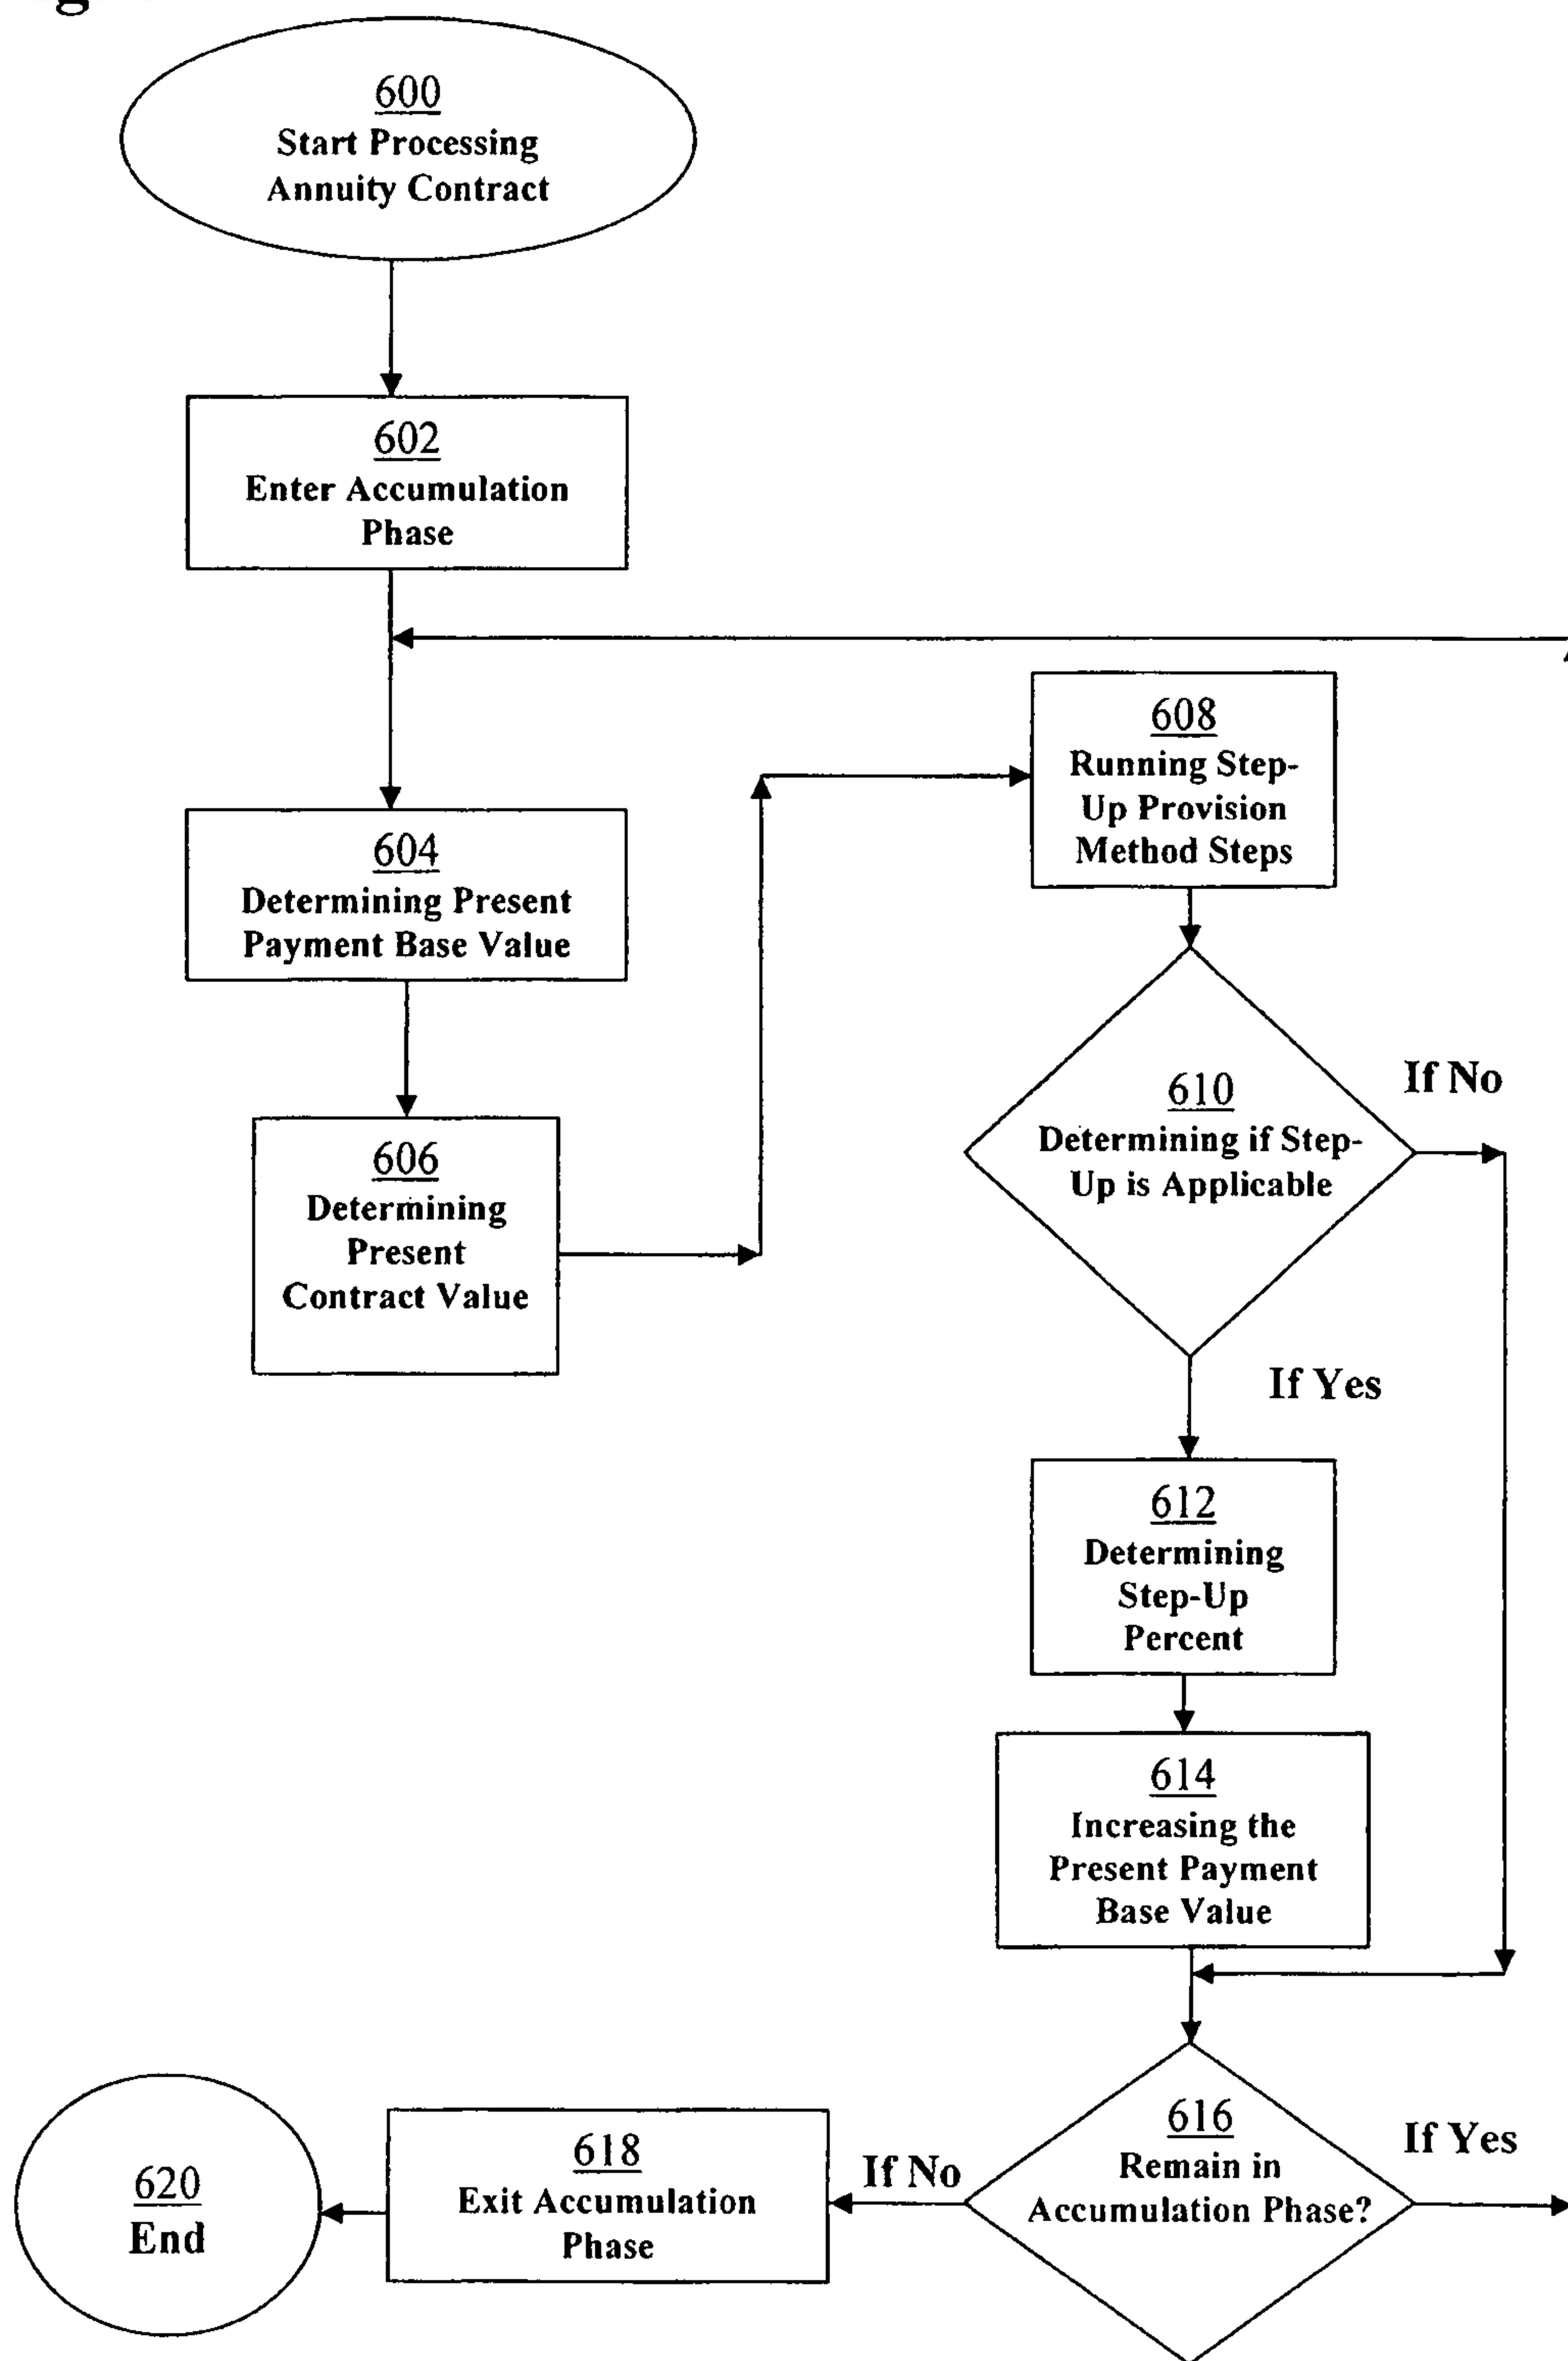 600
Start Processing
Annuity Contract
602
Enter Accumulation
Phase
604
Determining Present
Payment Base Value
606
Determining
Present
Contract Value
608
Running Step-
Up Provision
Method Steps
610
Determining if Step-
Up is Applicable
If No
If Yes
612
Determining
Step-Up
Percent
614
Increasing the
Present Payment
Base Value
616
Remain in
Accumulation Phase?
If Yes
If No
618
Exit Accumulation
Phase
620
End